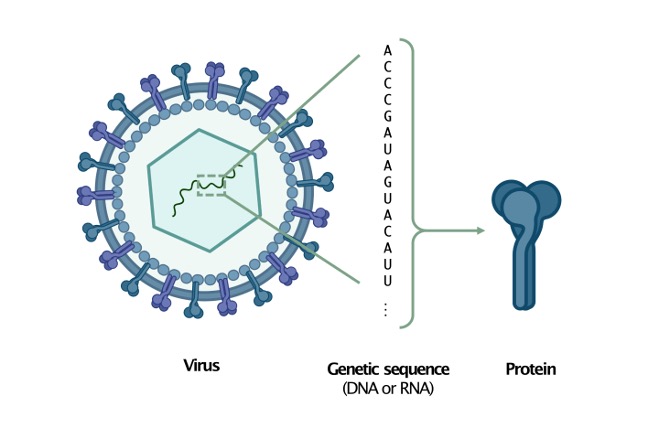 A
C
C
C
G
A
U
A
G
U
A
C
A
U
U
⋮
Virus
Genetic sequence
(DNA or RNA)
Protein